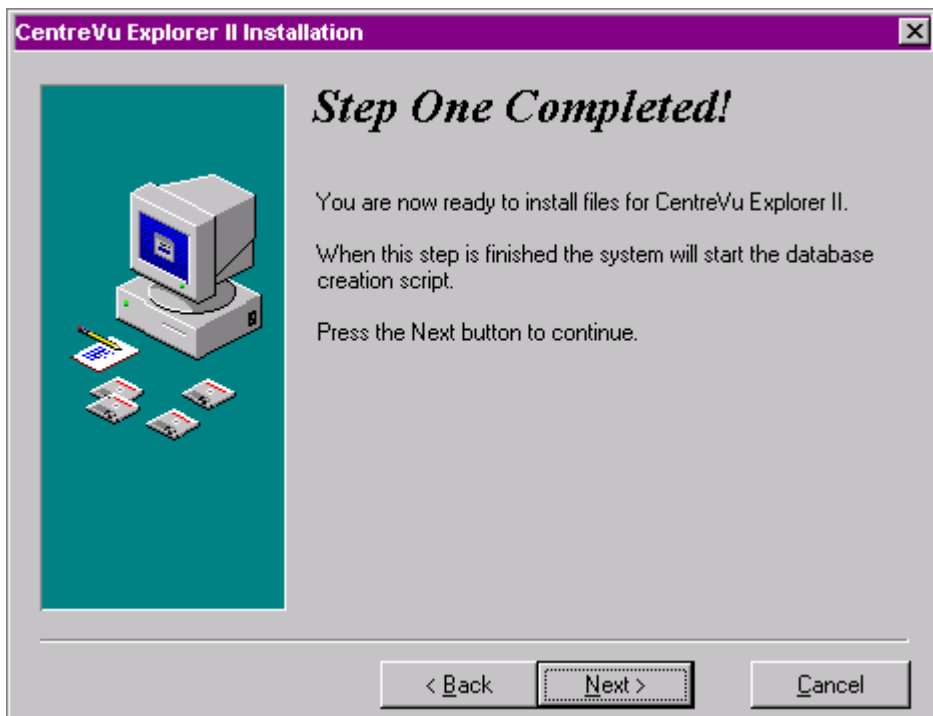 CentreVu Explorer II Installation
Step One Completed!
You are now ready to install files for CentreVu Explorer II.
When this step is finished the system will start the database
creation script.
Press the Next button to continue.
< Back
Next >
Cancel